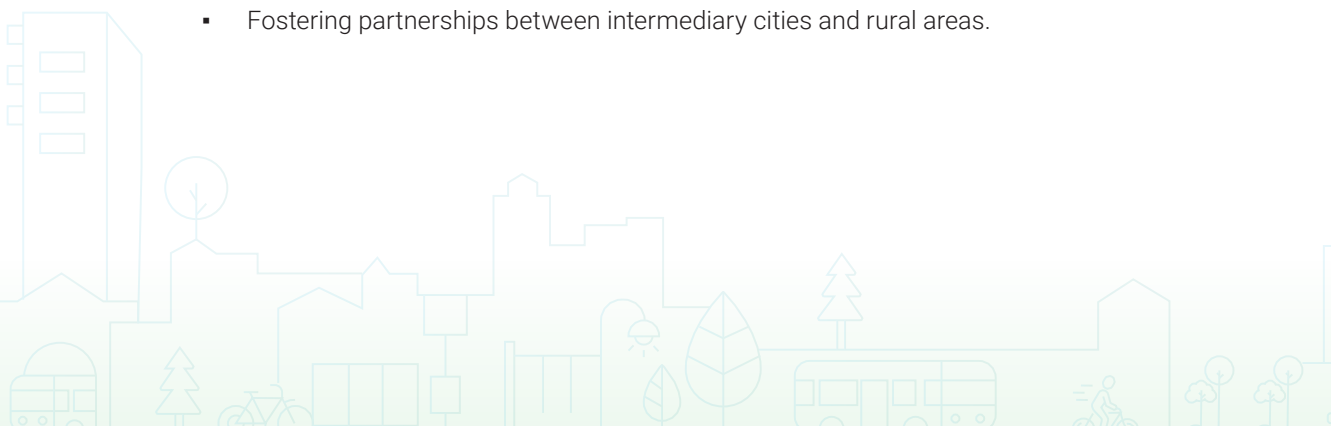 ▪ Fostering partnerships between intermediary cities and rural areas.